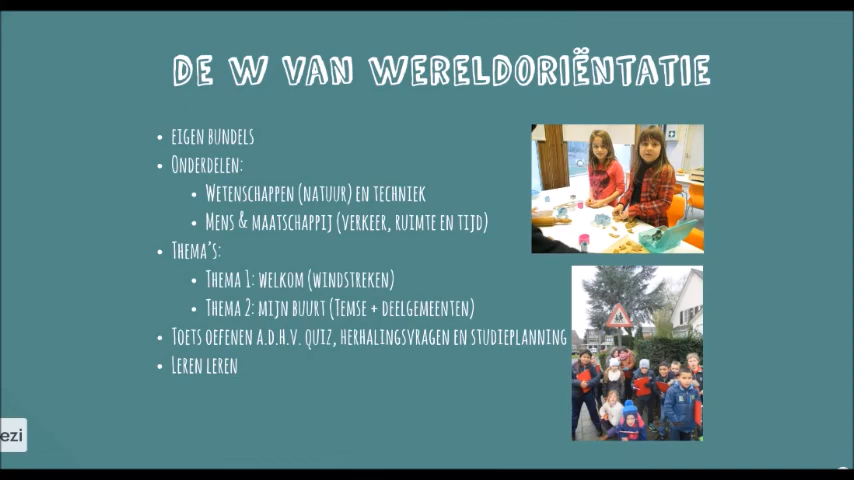 DE W VAN WERELDORIËNTATIE
EIGEN BUNDELS
ONDERDELEN:
WETENSCHAPPEN (NATUUR) EN TECHNIEK
MENS & MAATSCHAPPIJ (VERKEER, RUIMTE EN TIJD)
THEMA'S:
THEMA 1: WELKOM (WINDSTREKEN)
THEMA 2: MIJN BUURT (TEMSE + DEELGEMEENTEN)
TOETS OEFENEN A.D.H.V. QUIZ, HERHALINGSVRAGEN EN STUDIEPLANNING
LEREN LEREN
ezi